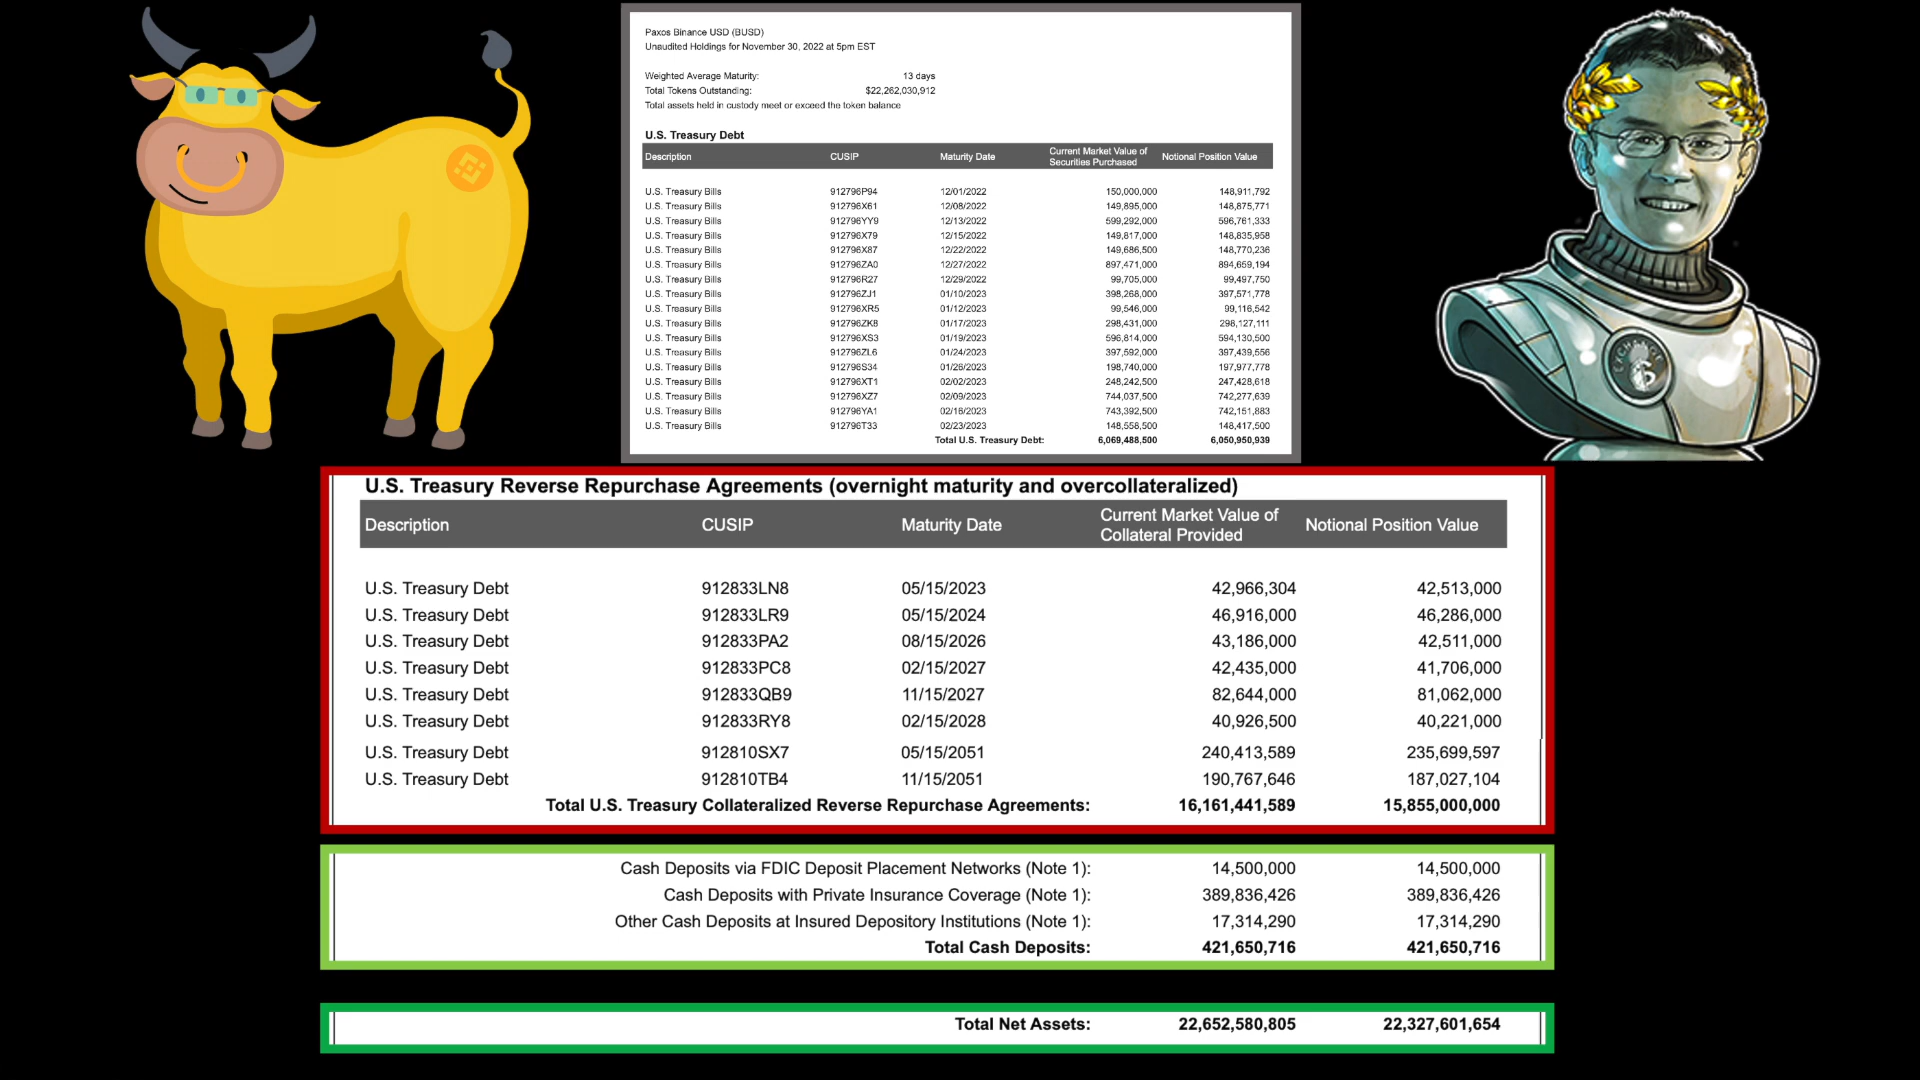 Paxos Binance USD (BUSD)
Unaudited Holdings for November 30, 2022 at 5pm EST
Weighted Average Maturity: 13 days
Total Tokens Outstanding: $22,262,030,912
Total assets held in custody meet or exceed the token balance
U.S. Treasury Debt
Description CUSIP Maturity Date Current Market Value of Securities Purchased Notional Position Value
U.S. Treasury Bills 912796P94 12/01/2022 150,000,000 148,911,792
U.S. Treasury Bills 912796X61 12/08/2022 149,895,000 148,875,771
U.S. Treasury Bills 912796YY9 12/13/2022 599,292,000 596,761,333
U.S. Treasury Bills 912796X79 12/15/2022 149,817,000 148,835,958
U.S. Treasury Bills 912796X87 12/22/2022 149,686,500 148,770,236
U.S. Treasury Bills 912796ZA0 12/27/2022 897,471,000 894,659,194
U.S. Treasury Bills 912796R27 12/29/2022 99,705,000 99,497,750
U.S. Treasury Bills 912796ZJ1 01/10/2023 398,268,000 397,571,778
U.S. Treasury Bills 912796XR5 01/12/2023 99,546,000 99,116,542
U.S. Treasury Bills 912796ZK8 01/17/2023 298,431,000 298,127,111
U.S. Treasury Bills 912796XS3 01/19/2023 596,814,000 594,130,500
U.S. Treasury Bills 912796ZL6 01/24/2023 397,592,000 397,439,556
U.S. Treasury Bills 912796S34 01/26/2023 198,740,000 197,977,778
U.S. Treasury Bills 912796XT1 02/02/2023 248,242,500 247,428,618
U.S. Treasury Bills 912796XZ7 02/09/2023 744,037,500 742,277,639
U.S. Treasury Bills 912796YA1 02/16/2023 743,392,500 742,151,883
U.S. Treasury Bills 912796T33 02/23/2023 148,558,500 148,417,500
Total U.S. Treasury Debt: 6,069,488,500 6,050,950,939
EXCHANGE
U.S. Treasury Reverse Repurchase Agreements (overnight maturity and overcollateralized)
Description CUSIP Maturity Date Current Market Value of Collateral Provided Notional Position Value
U.S. Treasury Debt 912833LN8 05/15/2023 42,966,304 42,513,000
U.S. Treasury Debt 912833LR9 05/15/2024 46,916,000 46,286,000
U.S. Treasury Debt 912833PA2 08/15/2026 43,186,000 42,511,000
U.S. Treasury Debt 912833PC8 02/15/2027 42,435,000 41,706,000
U.S. Treasury Debt 912833QB9 11/15/2027 82,644,000 81,062,000
U.S. Treasury Debt 912833RY8 02/15/2028 40,926,500 40,221,000
U.S. Treasury Debt 912810SX7 05/15/2051 240,413,589 235,699,597
U.S. Treasury Debt 912810TB4 11/15/2051 190,767,646 187,027,104
Total U.S. Treasury Collateralized Reverse Repurchase Agreements: 16,161,441,589 15,855,000,000
Cash Deposits via FDIC Deposit Placement Networks (Note 1): 14,500,000 14,500,000
Cash Deposits with Private Insurance Coverage (Note 1): 389,836,426 389,836,426
Other Cash Deposits at Insured Depository Institutions (Note 1): 17,314,290 17,314,290
Total Cash Deposits: 421,650,716 421,650,716
Total Net Assets: 22,652,580,805 22,327,601,654